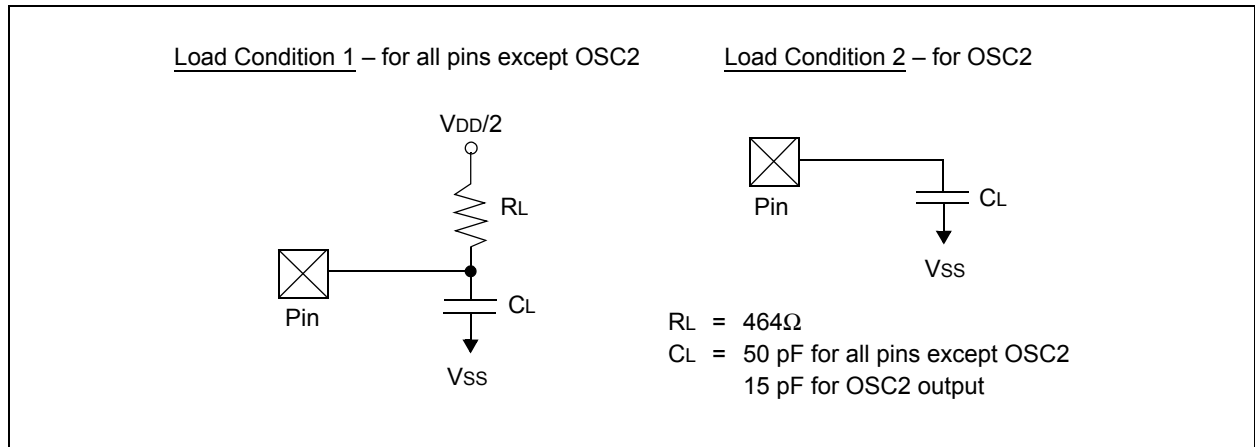 Load Condition 1 – for all pins except OSC2
VDD/2
RL
Pin
CL
VSS
Load Condition 2 – for OSC2
Pin
CL
VSS
RL = 464Ω
CL = 50 pF for all pins except OSC2
15 pF for OSC2 output